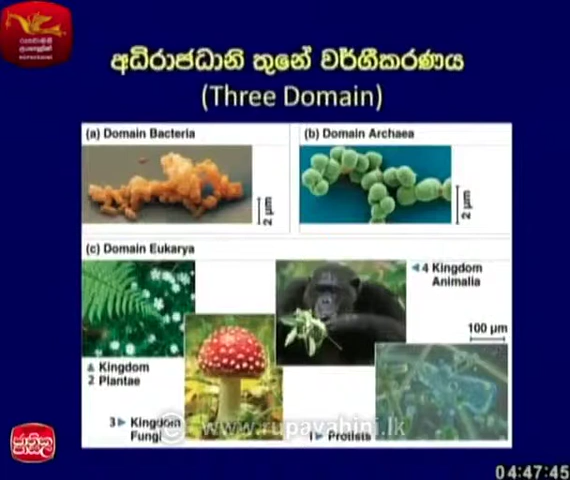 අධිරාජධානි තුනේ වර්ගීකරණය
(Three Domain)
(a) Domain Bacteria
(b) Domain Archaea
2 µm
2 µm
(c) Domain Eukarya
4 Kingdom
Animalia
100 µm
Kingdom
2 Plantae
3 Kingdom
Fungi
1 Protists
© www.rupavahini.lk
ජාතික
පාසල
04:47:45